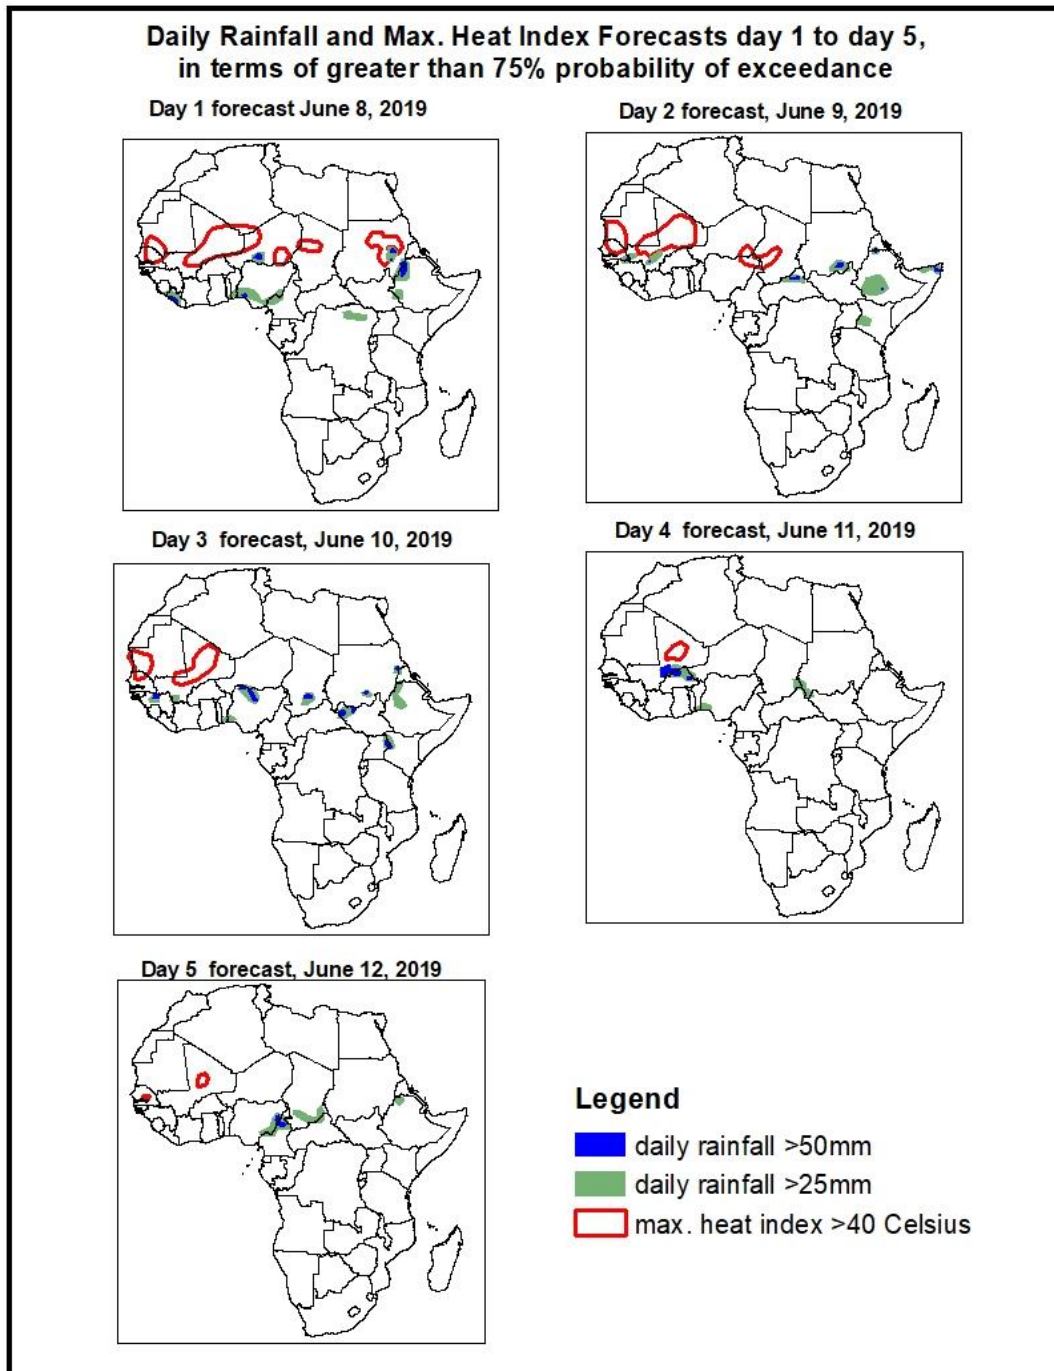 Daily Rainfall and Max. Heat Index Forecasts day 1 to day 5,
in terms of greater than 75% probability of exceedance
Day 1 forecast June 8, 2019
Day 2 forecast, June 9, 2019
Day 3 forecast, June 10, 2019
Day 4 forecast, June 11, 2019
Day 5 forecast, June 12, 2019
Legend
daily rainfall >50mm
daily rainfall >25mm
max. heat index >40 Celsius